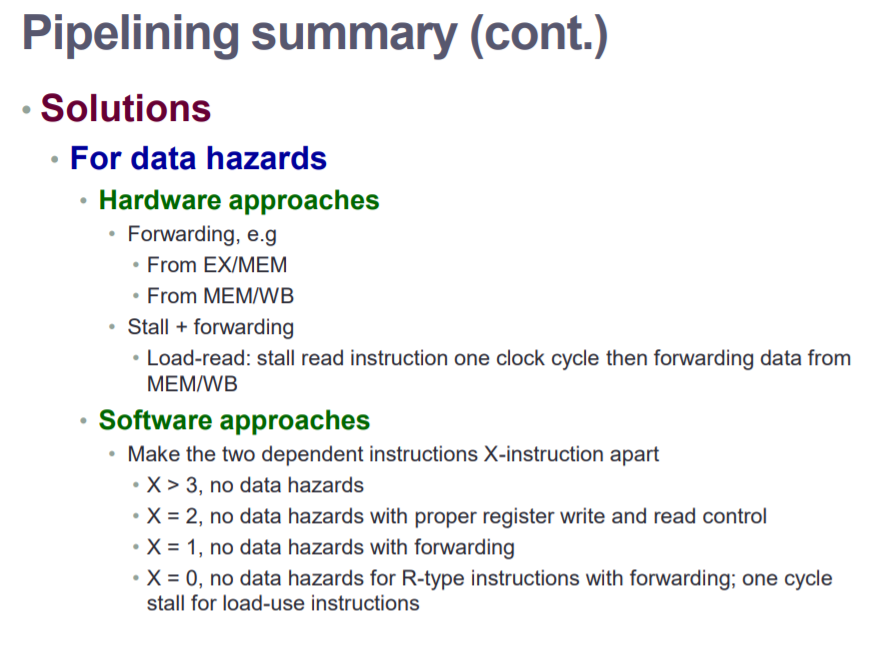 Pipelining summary (cont.)
• Solutions
• For data hazards
• Hardware approaches
• Forwarding, e.g
• From EX/MEM
• From MEM/WB
• Stall + forwarding
• Load-read: stall read instruction one clock cycle then forwarding data from
MEM/WB
• Software approaches
• Make the two dependent instructions X-instruction apart
• X > 3, no data hazards
• X = 2, no data hazards with proper register write and read control
• X = 1, no data hazards with forwarding
• X = 0, no data hazards for R-type instructions with forwarding; one cycle
stall for load-use instructions